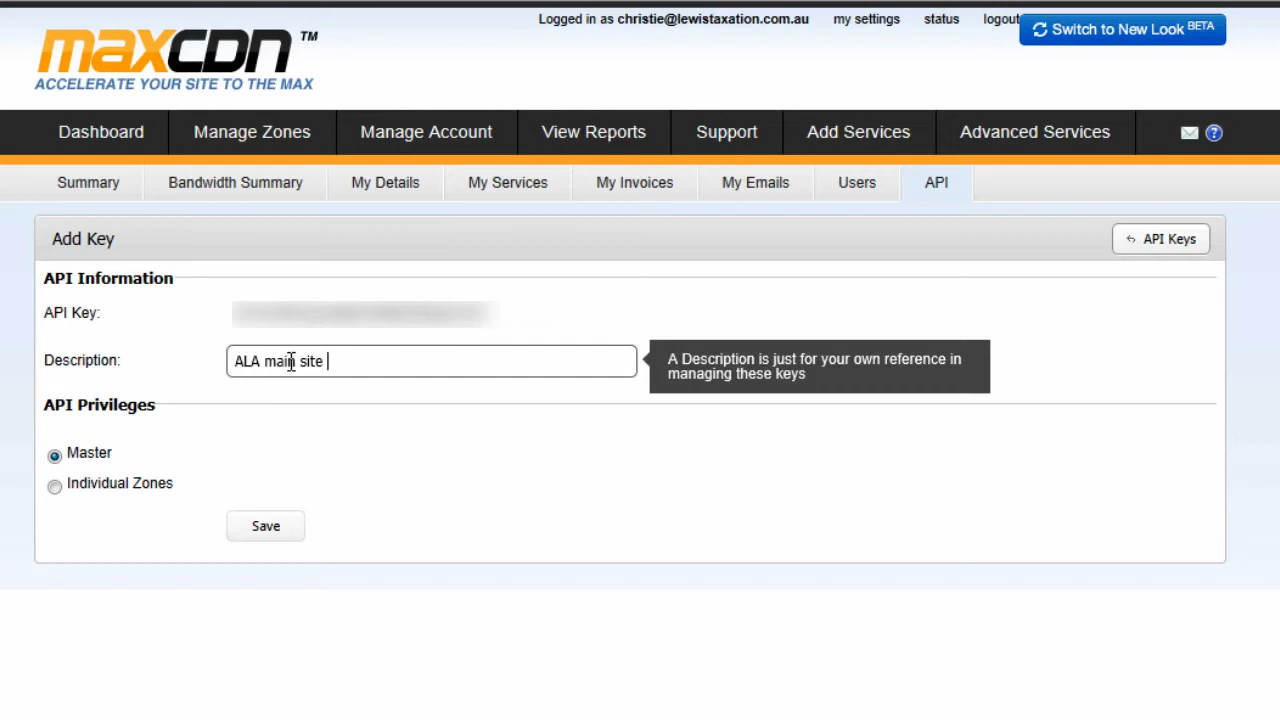 Logged in as christie@lewistaxation.com.au my settings status logout
Switch to New Look BETA
maxcdn TM
ACCELERATE YOUR SITE TO THE MAX
Dashboard Manage Zones Manage Account View Reports Support Add Services Advanced Services ?
Summary Bandwidth Summary My Details My Services My Invoices My Emails Users API
Add Key API Keys
API Information
API Key:
Description: ALA main site
A Description is just for your own reference in
managing these keys
API Privileges
Master
Individual Zones
Save